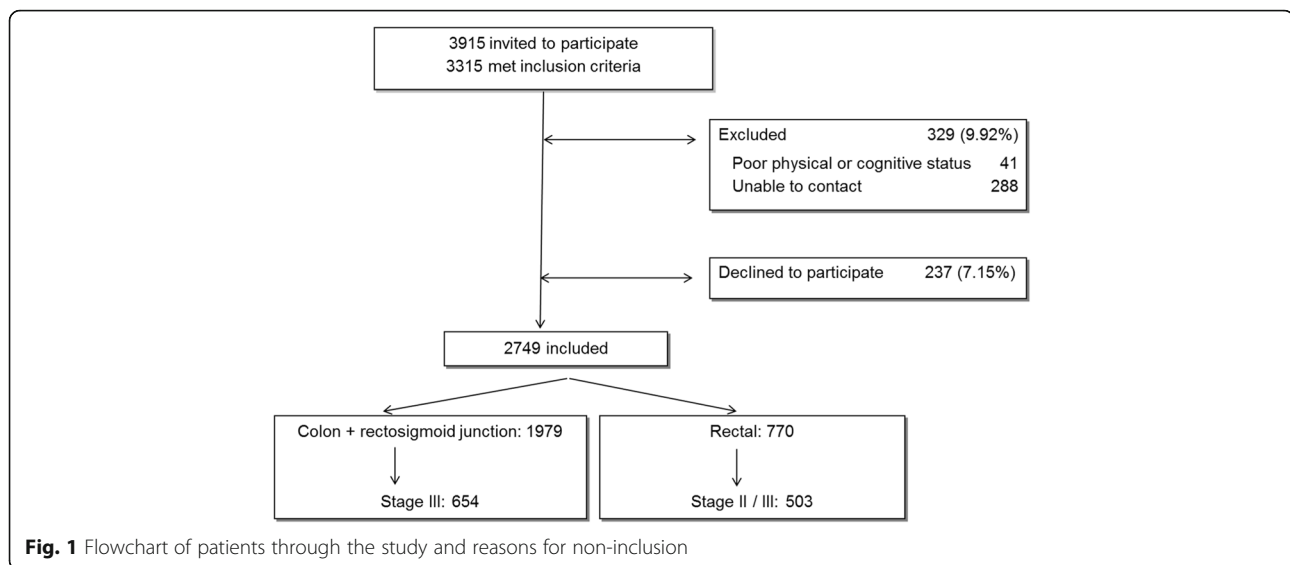 3915 invited to participate
3315 met inclusion criteria
Excluded 329 (9.92%)
Poor physical or cognitive status 41
Unable to contact 288
Declined to participate 237 (7.15%)
2749 included
Colon + rectosigmoid junction: 1979
Stage III: 654
Rectal: 770
Stage II / III: 503
Fig. 1 Flowchart of patients through the study and reasons for non-inclusion